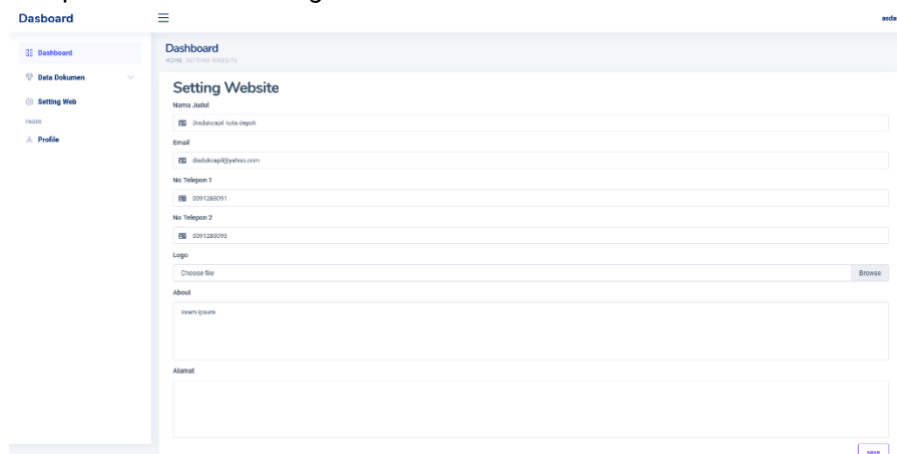 Dasboard
asda
Dashboard
Data Dokumen
Setting Web
PAGES
Profile
Dashboard
HOME SETTING WEBSITE
Setting Website
Nama Judul
Disdukcapil kota depok
Email
disdukcapil@yahoo.com
No Telepon 1
0091283091
No Telepon 2
0091283093
Logo
Choose file
Browse
About
lorem ipsum
Alamat
save